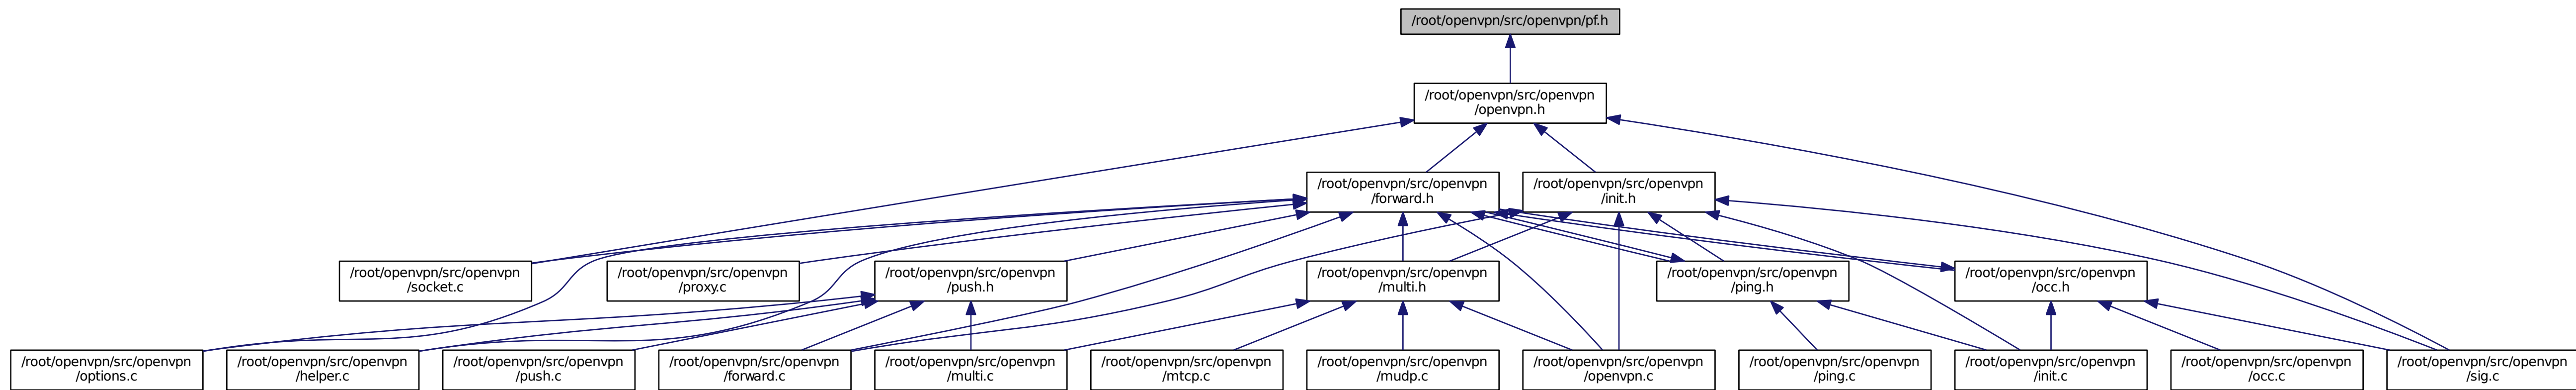 /root/openvpn/src/openvpn/pf.h
/root/openvpn/src/openvpn
/openvpn.h
/root/openvpn/src/openvpn
/forward.h
/root/openvpn/src/openvpn
/init.h
/root/openvpn/src/openvpn
/socket.c
/root/openvpn/src/openvpn
/proxy.c
/root/openvpn/src/openvpn
/push.h
/root/openvpn/src/openvpn
/multi.h
/root/openvpn/src/openvpn
/ping.h
/root/openvpn/src/openvpn
/occ.h
/root/openvpn/src/openvpn
/options.c
/root/openvpn/src/openvpn
/helper.c
/root/openvpn/src/openvpn
/push.c
/root/openvpn/src/openvpn
/forward.c
/root/openvpn/src/openvpn
/multi.c
/root/openvpn/src/openvpn
/mtcp.c
/root/openvpn/src/openvpn
/mudp.c
/root/openvpn/src/openvpn
/openvpn.c
/root/openvpn/src/openvpn
/ping.c
/root/openvpn/src/openvpn
/init.c
/root/openvpn/src/openvpn
/occ.c
/root/openvpn/src/openvpn
/sig.c